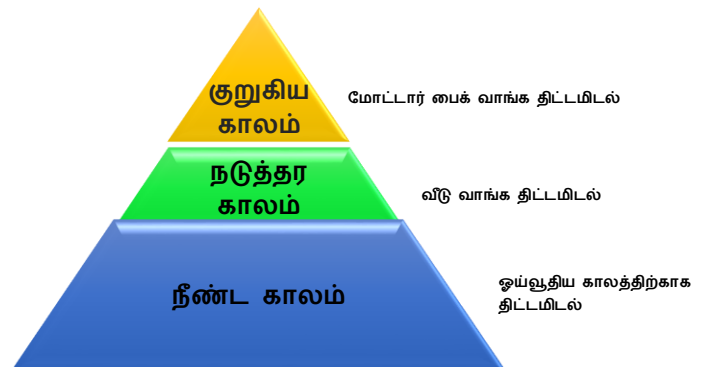 குறுகிய
காலம்
மோட்டார் பைக் வாங்க திட்டமிடல்
நடுத்தர
காலம்
வீடு வாங்க திட்டமிடல்
நீண்ட காலம்
ஓய்வூதிய காலத்திற்காக
திட்டமிடல்